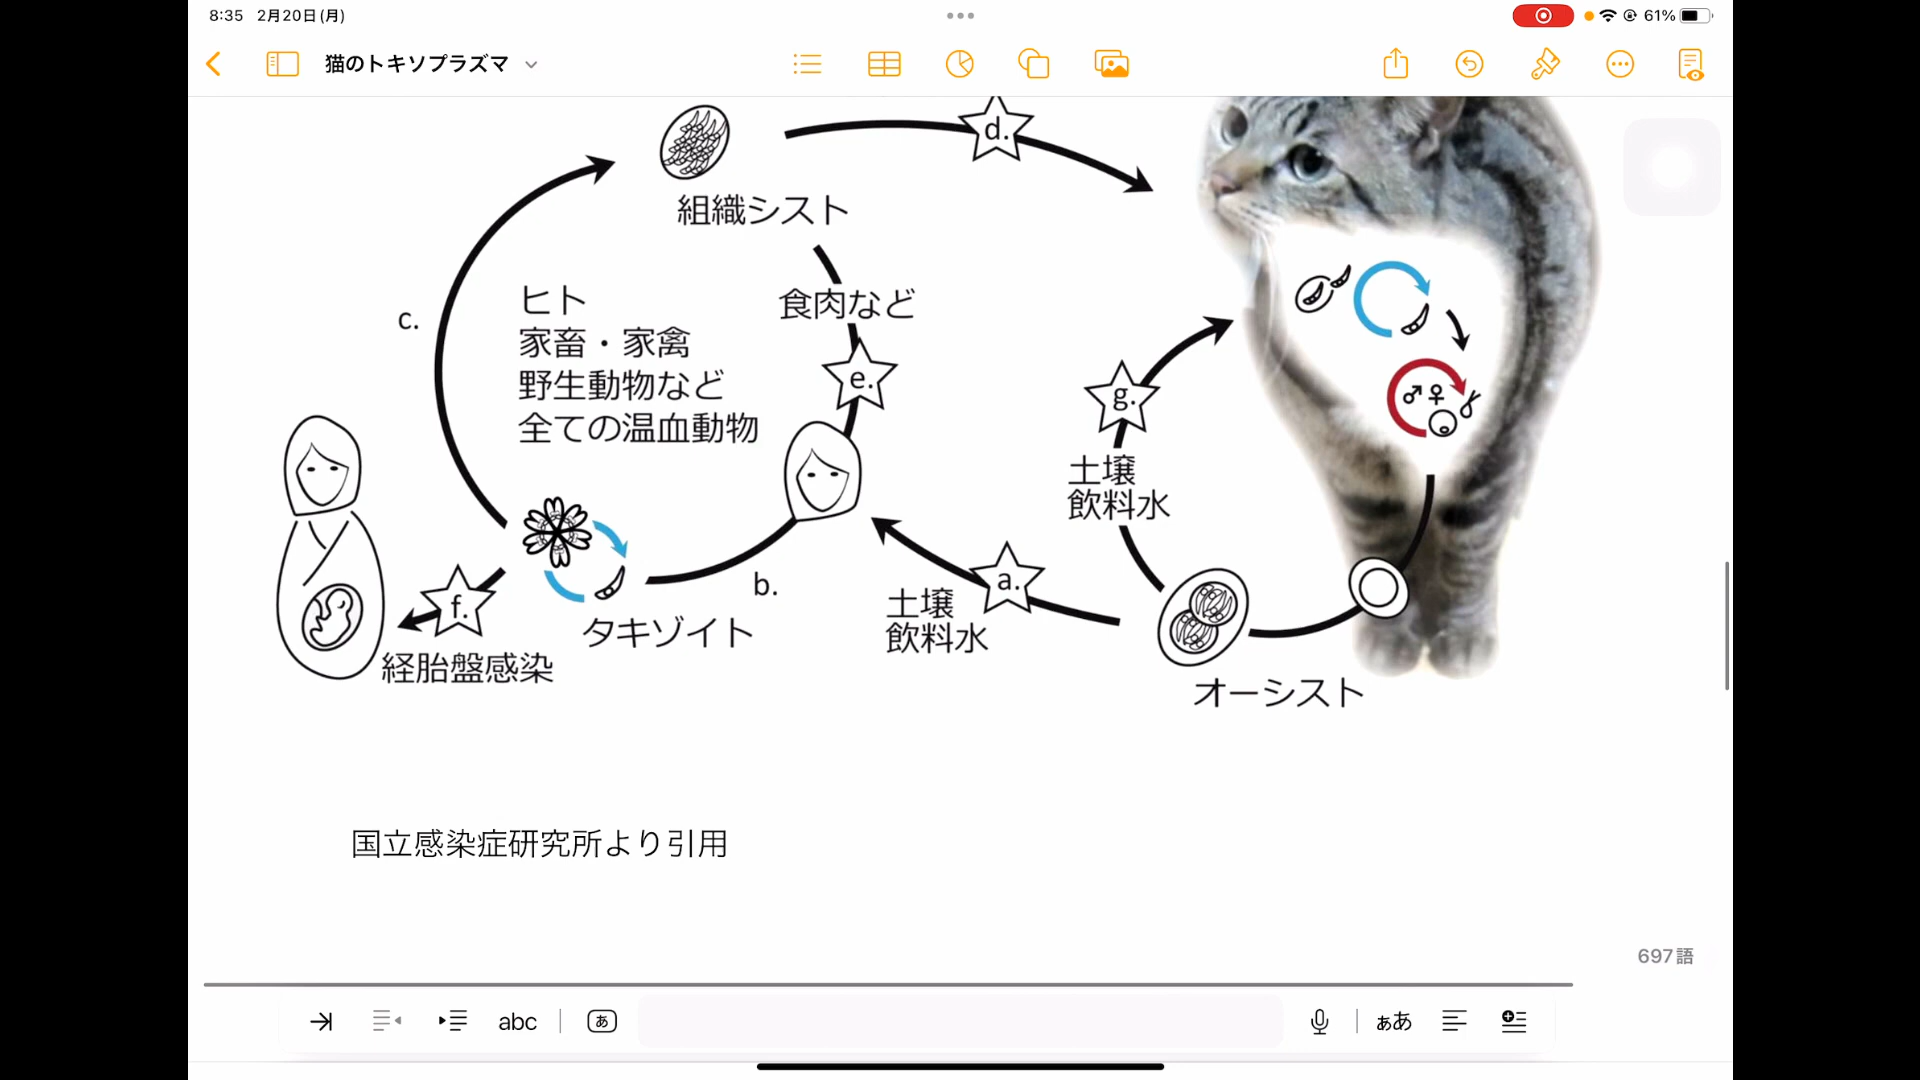 8:35 2月20日(月)
61%
猫のトキソプラズマ
d.
組織シスト
c.
ヒト
家畜・家禽
野生動物など
全ての温血動物
食肉など
e.
g.
♂♀
土壌
飲料水
f.
経胎盤感染
タキゾイト
b.
a.
土壌
飲料水
オーシスト
国立感染症研究所より引用
697語
abc
あ
ぁあ